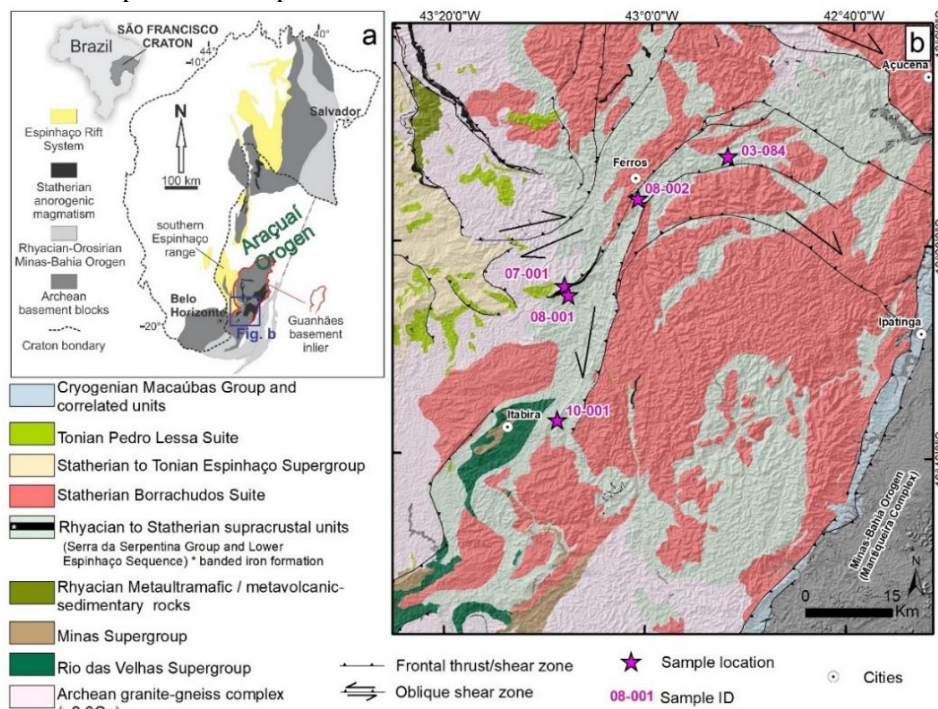 SÃO FRANCISCO
CRATON
Brazil
a
40°
44°
10°
N
Salvador
100 km
Espinhaço Rift
System
Statherian
anorogenic
magmatism
Rhyacian-Orosirian
Minas-Bahia Orogen
Archean
basement blocks
Craton bondary
southern
Espinhaço
range
Araçuaí
Orogen
Belo
Horizonte
Fig. b
20°
Guanhães
basement
inlier
43°20'0"W
43°00'W
42°40'0"W
b
Açucena
03-084
Ferros
08-002
07-001
08-001
Ipatinga
10-001
Itabira
Minas-Bahia Orogen
(Mantiqueira Complex)
N
0 15
Km
Cryogenian Macaúbas Group and
correlated units
Tonian Pedro Lessa Suite
Statherian to Tonian Espinhaço Supergroup
Statherian Borrachudos Suite
Rhyacian to Statherian supracrustal units
(Serra da Serpentina Group and Lower
Espinhaço Sequence) * banded iron formation
Rhyacian Metaultramafic / metavolcanic-
sedimentary rocks
Minas Supergroup
Rio das Velhas Supergroup
Archean granite-gneiss complex
Frontal thrust/shear zone
Oblique shear zone
Sample location
08-001 Sample ID
Cities